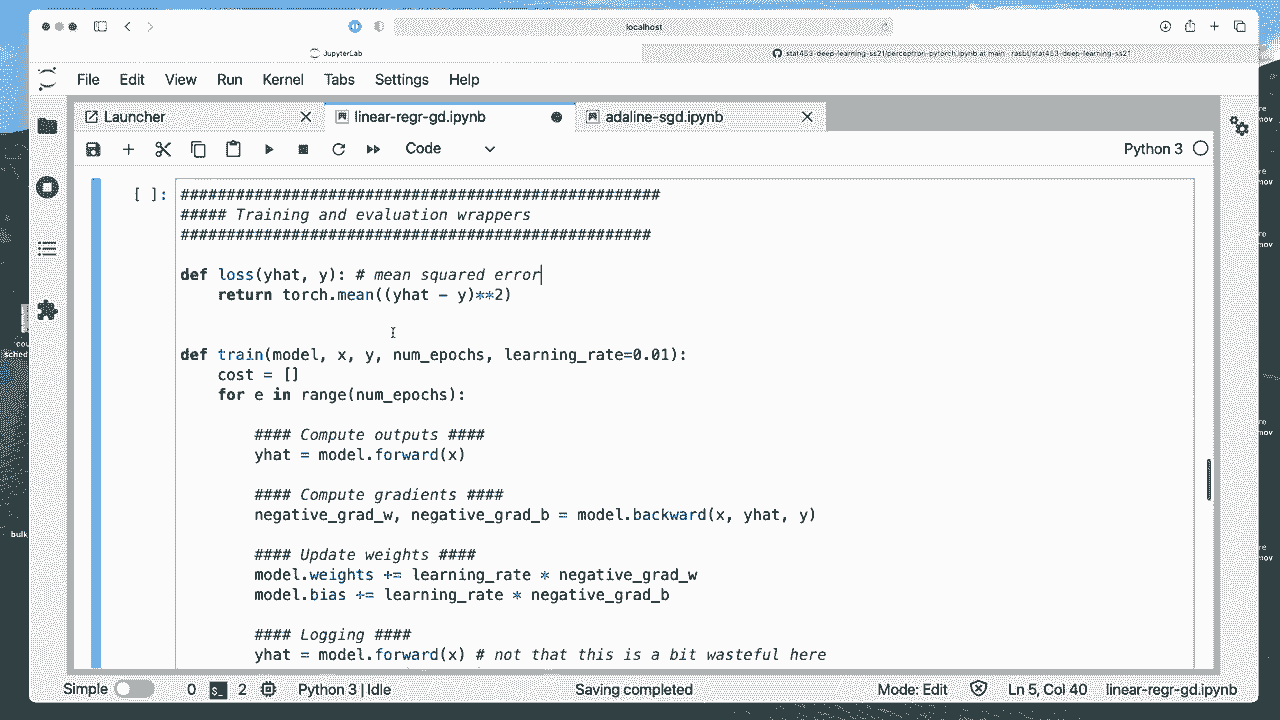 localhost
JupyterLab
stat453-deep-learning-ss21/perceptron-pytorch.ipynb at main · rasbt/stat453-deep-learning-ss21
File Edit View Run Kernel Tabs Settings Help
Launcher
linear-regr-gd.ipynb
adaline-sgd.ipynb
Code
Python 3
[ ]: ####################################################
##### Training and evaluation wrappers
###################################################
def loss(yhat, y): # mean squared error
return torch.mean((yhat - y)**2)
def train(model, x, y, num_epochs, learning_rate=0.01):
cost = []
for e in range(num_epochs):
#### Compute outputs ####
yhat = model.forward(x)
#### Compute gradients ####
negative_grad_w, negative_grad_b = model.backward(x, yhat, y)
#### Update weights ####
model.weights += learning_rate * negative_grad_w
model.bias += learning_rate * negative_grad_b
#### Logging ####
yhat = model.forward(x) # not that this is a bit wasteful here
Simple 0 2 Python 3 | Idle Saving completed Mode: Edit Ln 5, Col 40 linear-regr-gd.ipynb